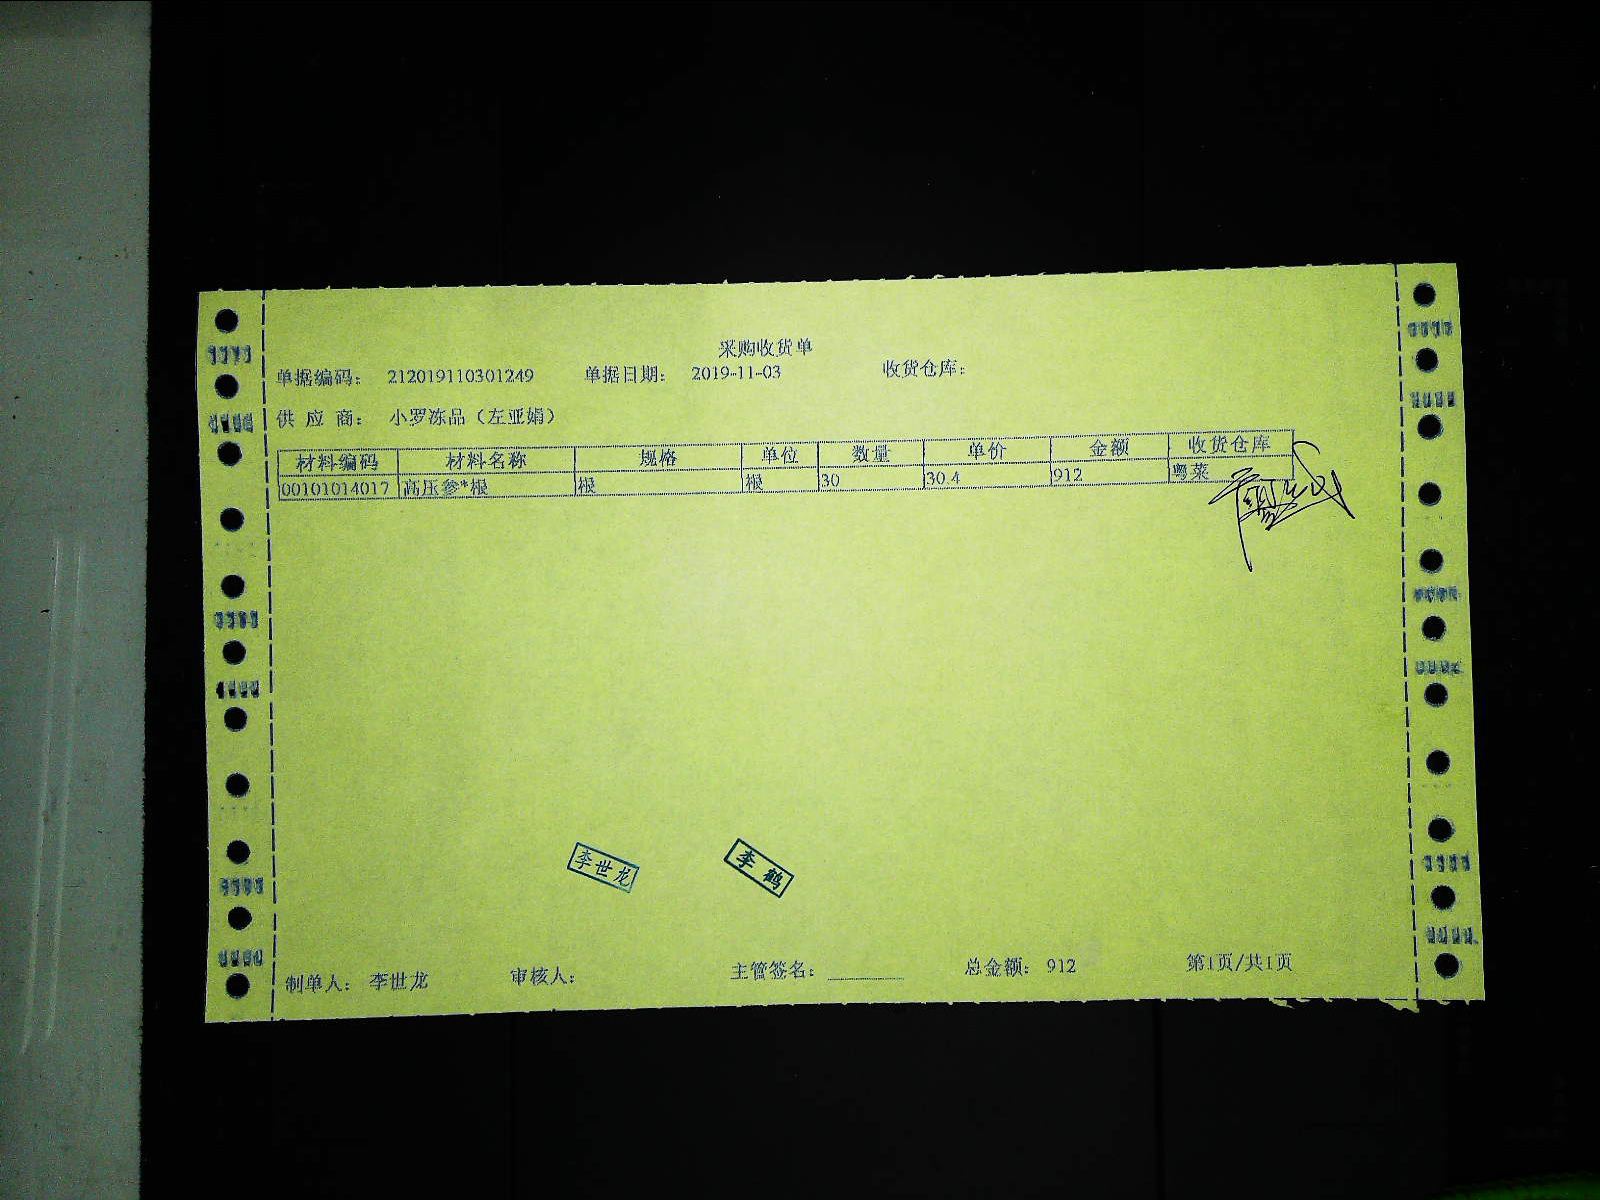 采购收货单
单据编码： 212019110301249 单据日期： 2019-11-03 收货仓库：
供 应 商： 小罗冻品（左亚娟）
材料编码 材料名称 规格 单位 数量 单价 金额 收货仓库
00101014017 高压参*根 根 根 30 30.4 912 粤菜
李世龙 李鹤
制单人： 李世龙 审核人： 主管签名： 总金额： 912 第1页/共1页